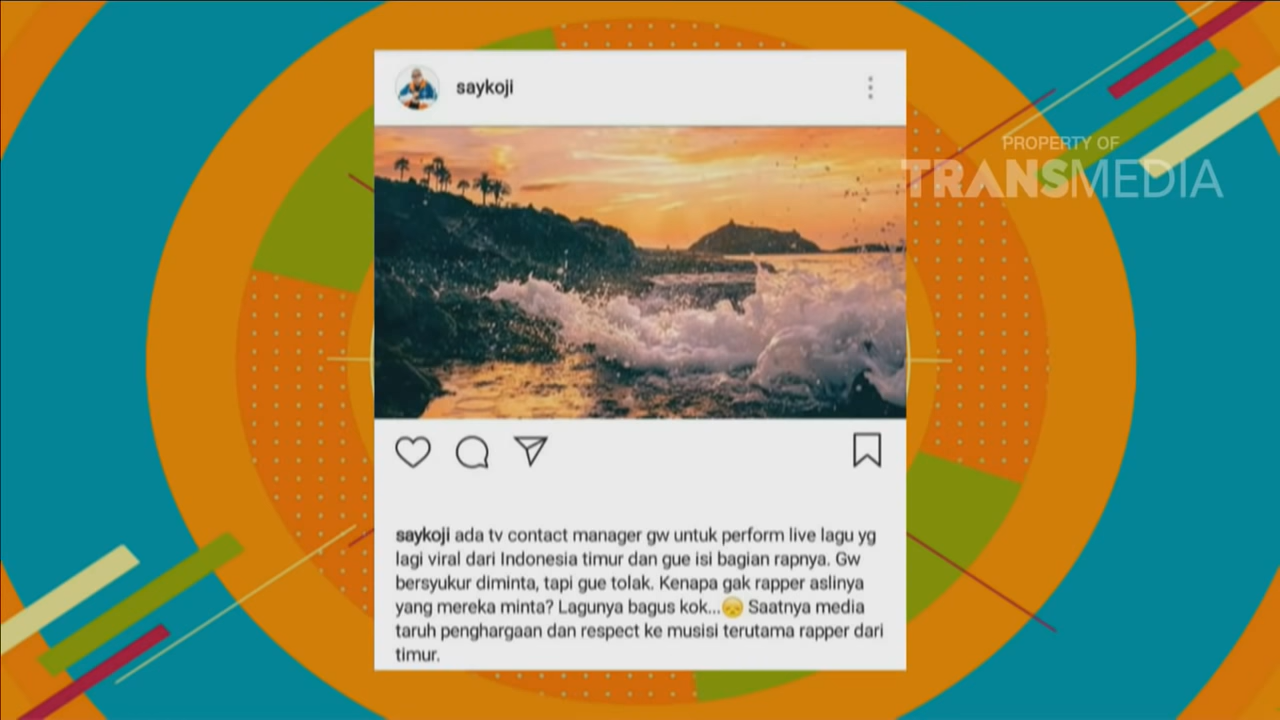 saykoji
PROPERTY OF
TRANSMEDIA
saykoji ada tv contact manager gw untuk perform live lagu yg
lagi viral dari Indonesia timur dan gue isi bagian rapnya. Gw
bersyukur diminta, tapi gue tolak. Kenapa gak rapper aslinya
yang mereka minta? Lagunya bagus kok...😞 Saatnya media
taruh penghargaan dan respect ke musisi terutama rapper dari
timur.